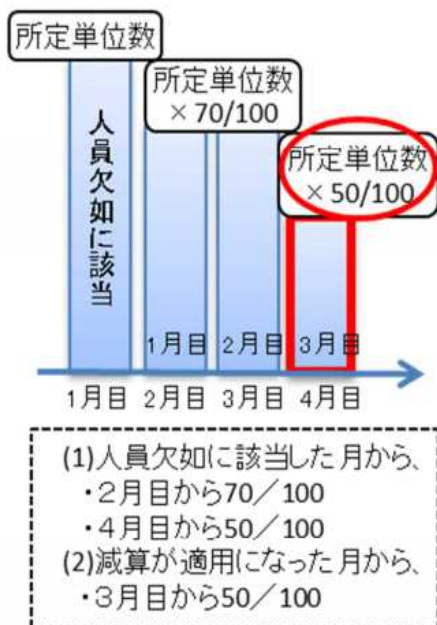 所定単位数
所定単位数
×70/100
所定単位数
×50/100
人員欠如に該当
1月目
2月目
3月目
1月目
2月目
3月目
4月目
(1)人員欠如に該当した月から、
・2月目から70／100
・4月目から50／100
(2)減算が適用になった月から、
・3月目から50／100